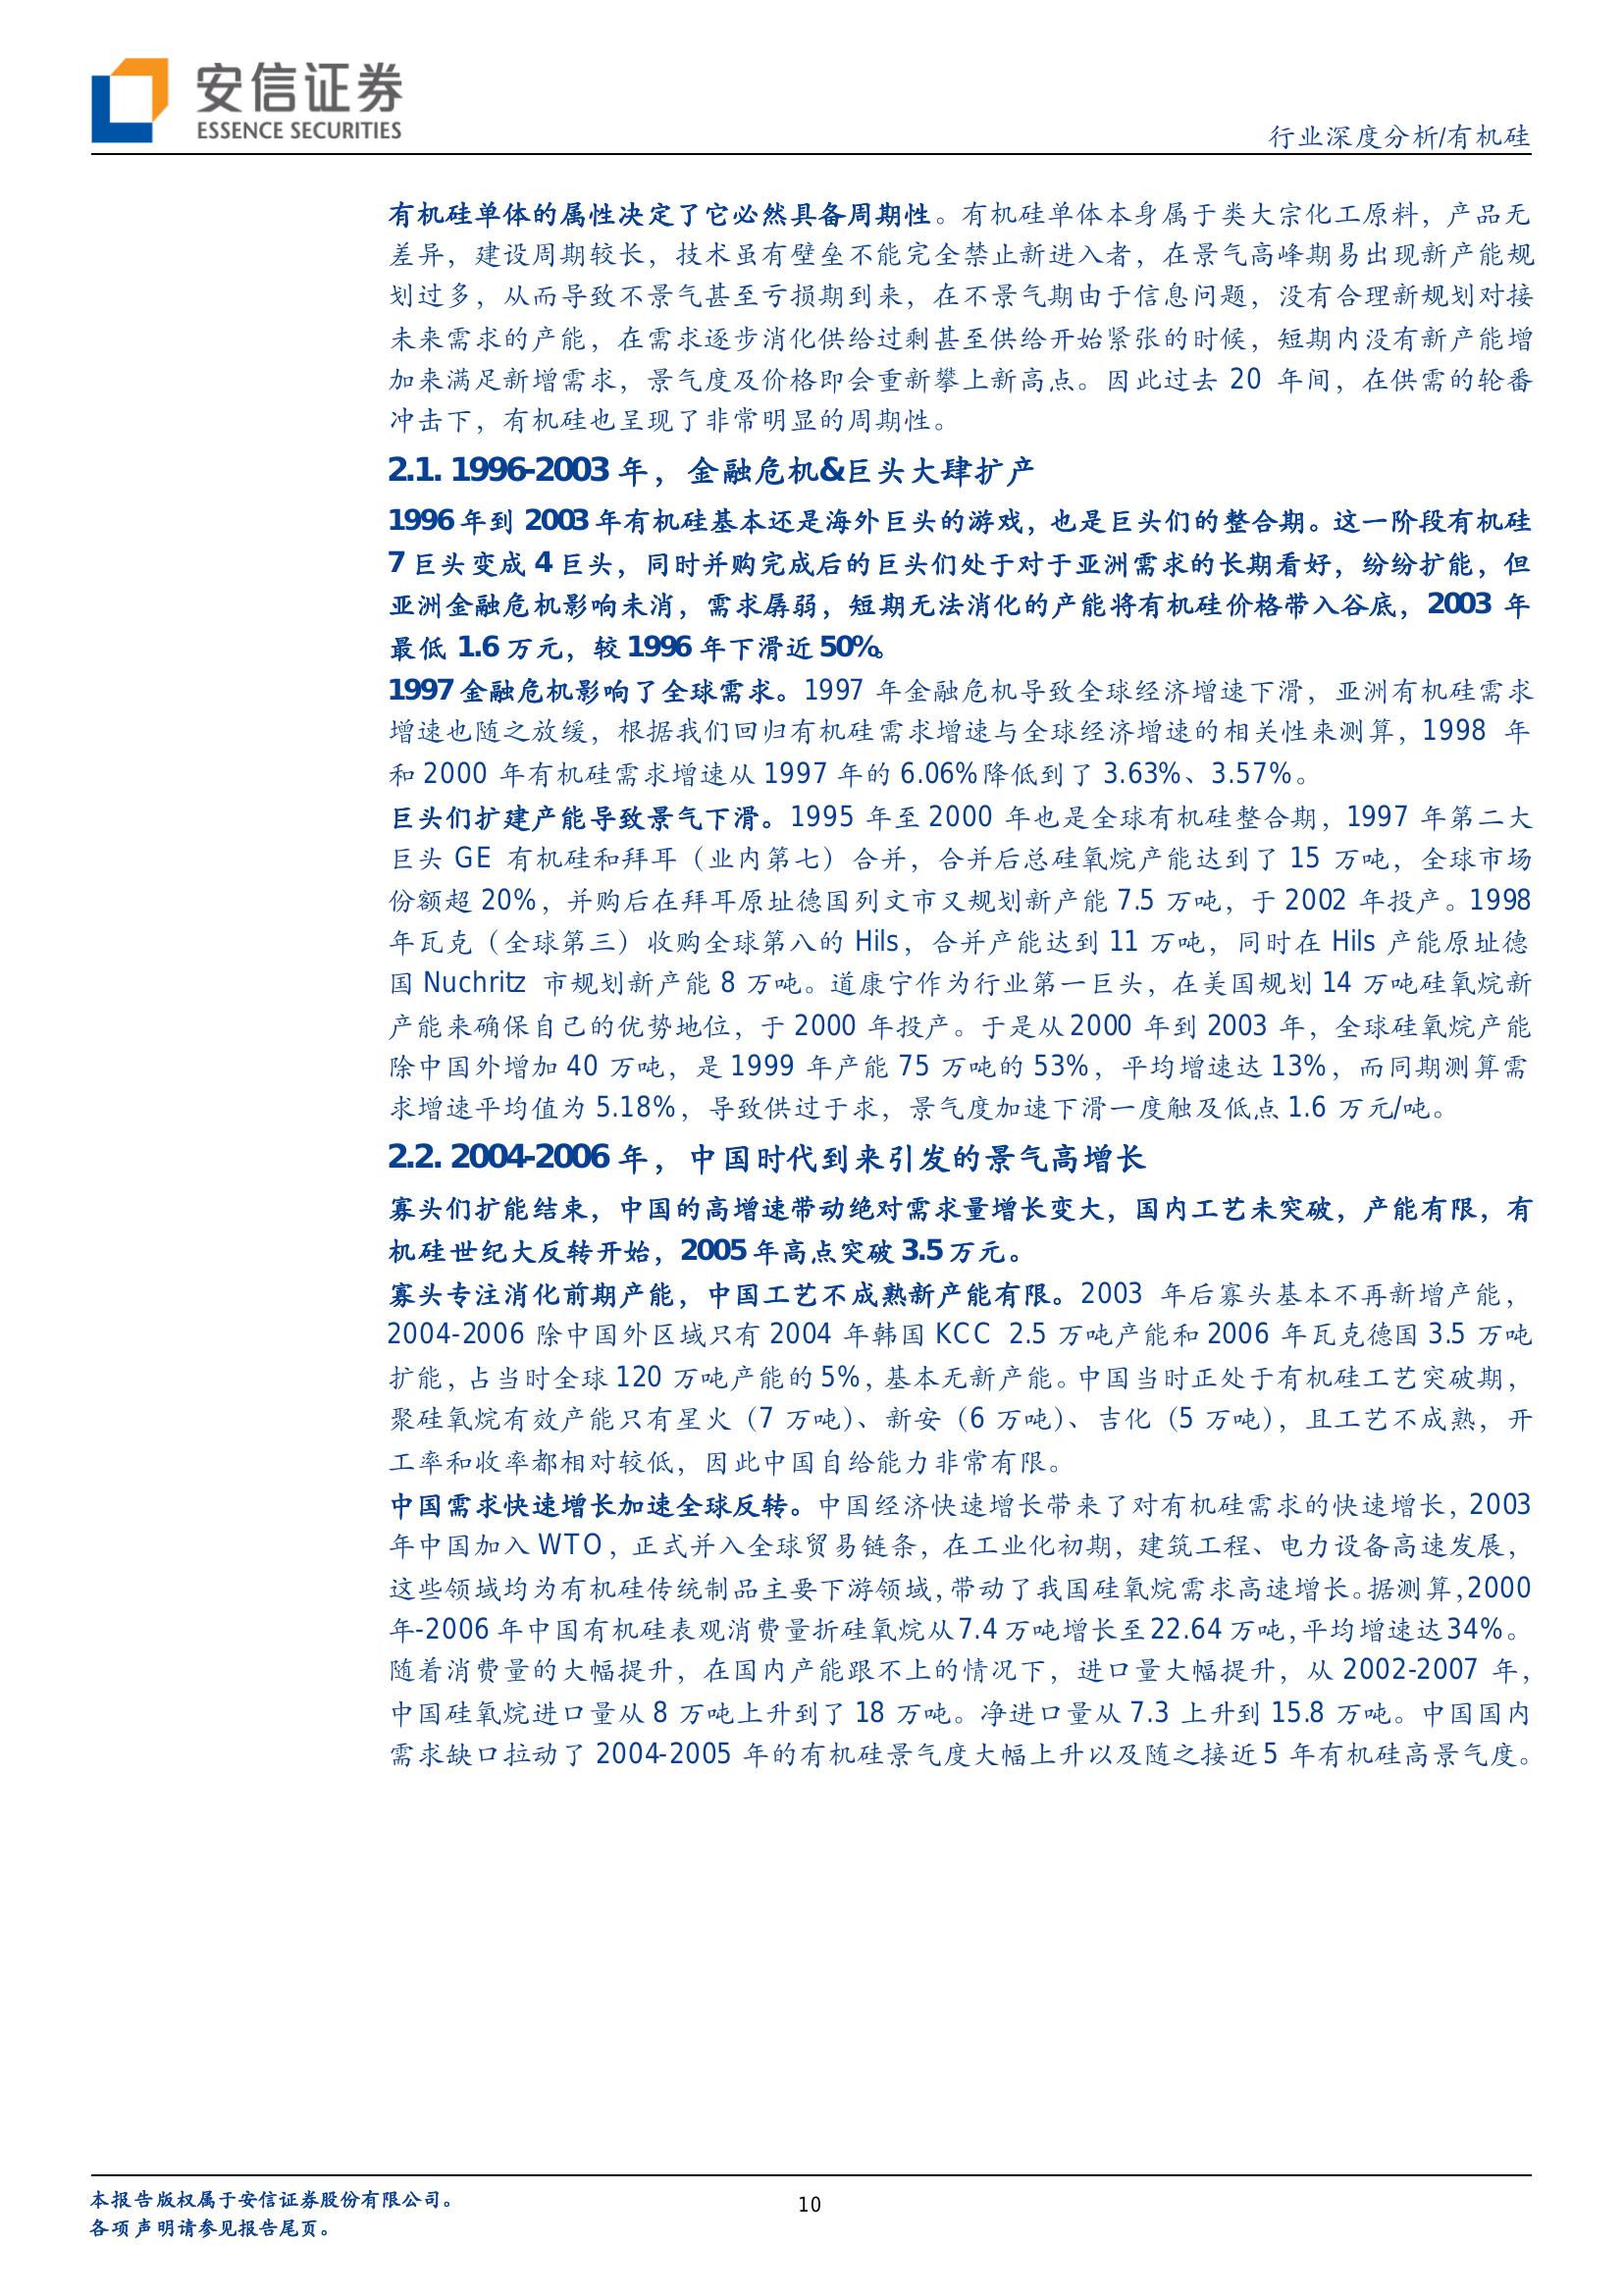 安信证券
ESSENCE SECURITIES
行业深度分析/有机硅
有机硅单体的属性决定了它必然具备周期性。有机硅单体本身属于类大宗化工原料，产品无
差异，建设周期较长，技术虽有壁垒不能完全禁止新进入者，在景气高峰期易出现新产能规
划过多，从而导致不景气甚至亏损期到来，在不景气期由于信息问题，没有合理新规划对接
未来需求的产能，在需求逐步消化供给过剩甚至供给开始紧张的时候，短期内没有新产能增
加来满足新增需求，景气度及价格即会重新攀上新高点。因此过去 20 年间，在供需的轮番
冲击下，有机硅也呈现了非常明显的周期性。
2.1. 1996-2003 年，金融危机&巨头大肆扩产
1996 年到 2003 年有机硅基本还是海外巨头的游戏，也是巨头们的整合期。这一阶段有机硅
7 巨头变成 4 巨头，同时并购完成后的巨头们处于对于亚洲需求的长期看好，纷纷扩能，但
亚洲金融危机影响未消，需求孱弱，短期无法消化的产能将有机硅价格带入谷底，2003 年
最低 1.6 万元，较 1996 年下滑近 50%。
1997 金融危机影响了全球需求。1997 年金融危机导致全球经济增速下滑，亚洲有机硅需求
增速也随之放缓，根据我们回归有机硅需求增速与全球经济增速的相关性来测算，1998 年
和 2000 年有机硅需求增速从 1997 年的 6.06%降低到了 3.63%、3.57%。
巨头们扩建产能导致景气下滑。1995 年至 2000 年也是全球有机硅整合期，1997 年第二大
巨头 GE 有机硅和拜耳（业内第七）合并，合并后总硅氧烷产能达到了 15 万吨，全球市场
份额超 20%，并购后在拜耳原址德国列文市又规划新产能 7.5 万吨，于 2002 年投产。1998
年瓦克（全球第三）收购全球第八的 Hils，合并产能达到 11 万吨，同时在 Hils 产能原址德
国 Nuchritz 市规划新产能 8 万吨。道康宁作为行业第一巨头，在美国规划 14 万吨硅氧烷新
产能来确保自己的优势地位，于 2000 年投产。于是从 2000 年到 2003 年，全球硅氧烷产能
除中国外增加 40 万吨，是 1999 年产能 75 万吨的 53%，平均增速达 13%，而同期测算需
求增速平均值为 5.18%，导致供过于求，景气度加速下滑一度触及低点 1.6 万元/吨。
2.2. 2004-2006 年，中国时代到来引发的景气高增长
寡头们扩能结束，中国的高增速带动绝对需求量增长变大，国内工艺未突破，产能有限，有
机硅世纪大反转开始，2005 年高点突破 3.5 万元。
寡头专注消化前期产能，中国工艺不成熟新产能有限。2003 年后寡头基本不再新增产能，
2004-2006 除中国外区域只有 2004 年韩国 KCC 2.5 万吨产能和 2006 年瓦克德国 3.5 万吨
扩能，占当时全球 120 万吨产能的 5%，基本无新产能。中国当时正处于有机硅工艺突破期，
聚硅氧烷有效产能只有星火（7 万吨）、新安（6 万吨）、吉化（5 万吨），且工艺不成熟，开
工率和收率都相对较低，因此中国自给能力非常有限。
中国需求快速增长加速全球反转。中国经济快速增长带来了对有机硅需求的快速增长，2003
年中国加入 WTO，正式并入全球贸易链条，在工业化初期，建筑工程、电力设备高速发展，
这些领域均为有机硅传统制品主要下游领域，带动了我国硅氧烷需求高速增长。据测算，2000
年-2006 年中国有机硅表观消费量折硅氧烷从 7.4 万吨增长至 22.64 万吨，平均增速达 34%。
随着消费量的大幅提升，在国内产能跟不上的情况下，进口量大幅提升，从 2002-2007 年，
中国硅氧烷进口量从 8 万吨上升到了 18 万吨。净进口量从 7.3 上升到 15.8 万吨。中国国内
需求缺口拉动了 2004-2005 年的有机硅景气度大幅上升以及随之接近 5 年有机硅高景气度。
本报告版权属于安信证券股份有限公司。
各项声明请参见报告尾页。
10